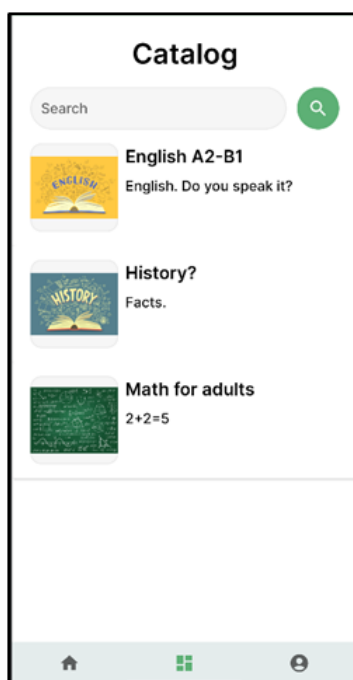 Catalog
Search
ENGLISH
English A2-B1
English. Do you speak it?
HISTORY
History?
Facts.
Math for adults
2+2=5